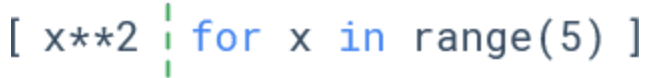 [ x**2 for x in range(5) ]